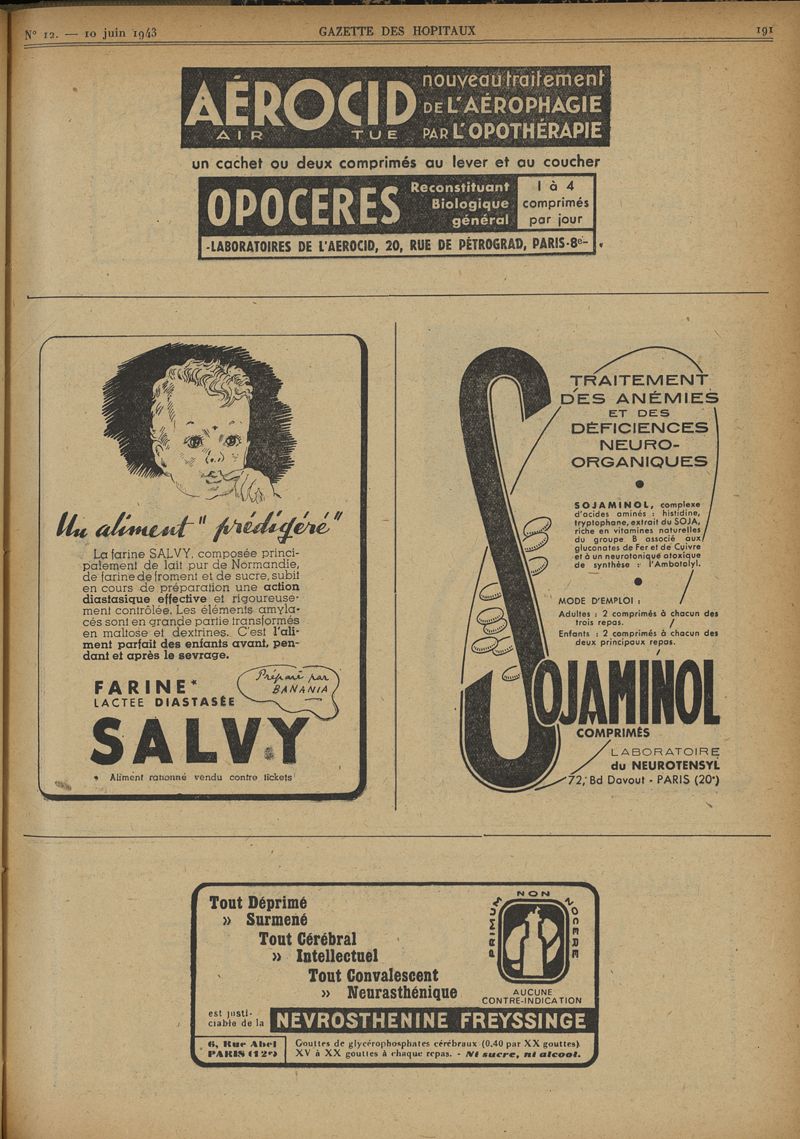 N° 12. — 10 juin 1943
GAZETTE DES HOPITAUX
191
AÉROCID
AIR TUE
nouveau traitement
DE L'AÉROPHAGIE
PAR L'OPOTHÉRAPIE
un cachet ou deux comprimés au lever et au coucher
OPOCERES
Reconstituant
Biologique
général
1 à 4
comprimés
par jour
-LABORATOIRES DE L'AEROCID, 20, RUE DE PÉTROGRAD, PARIS-8e-
Un aliment "prédigéré"
La farine SALVY, composée princi-
palement de lait pur de Normandie,
de farine de froment et de sucre, subit
en cours de préparation une action
diastasique effective et rigoureuse-
ment contrôlée. Les éléments amyla-
cés sont en grande partie transformés
en maltose et dextrines. C'est l'ali-
ment parfait des enfants avant, pen-
dant et après le sevrage.
FARINE*
LACTEE DIASTASÉE
Préparé par
BANANIA
SALVY
* Aliment rationné vendu contre tickets
TRAITEMENT
DES ANÉMIES
ET DES
DÉFICIENCES
NEURO-
ORGANIQUES
SOJAMINOL, complexe
d'acides aminés : histidine,
tryptophane, extrait du SOJA,
riche en vitamines naturelles
du groupe B associé aux
gluconates de Fer et de Cuivre
et à un neurotonique atoxique
de synthèse : l'Ambotolyl.
MODE D'EMPLOI :
Adultes : 2 comprimés à chacun des
trois repas.
Enfants : 2 comprimés à chacun des
deux principaux repas.
SOJAMINOL
COMPRIMÉS
LABORATOIRE
du NEUROTENSYL
72, Bd Davout - PARIS (20e)
Tout Déprimé
» Surmené
Tout Cérébral
» Intellectuel
Tout Convalescent
» Neurasthénique
PRIMUM NON NOCERE
AUCUNE
CONTRE-INDICATION
est justi-
ciable de la
NEVROSTHENINE FREYSSINGE
6, Rue Abel
PARIS (12e)
Gouttes de glycérophosphates cérébraux (0.40 par XX gouttes)
XV à XX gouttes à chaque repas. - Ni sucre, ni alcool.